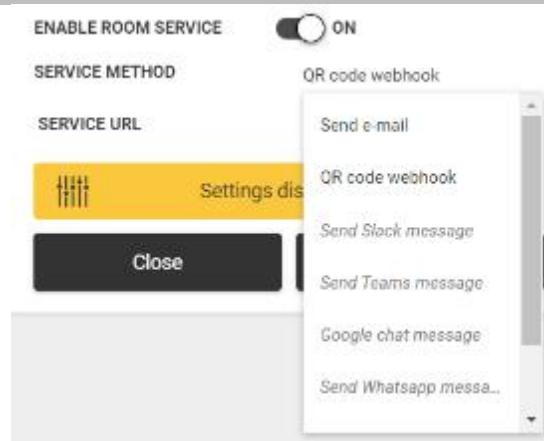 ENABLE ROOM SERVICE ON
SERVICE METHOD QR code webhook
SERVICE URL
Send e-mail
QR code webhook
Settings dis
Send Slack message
Close
Send Teams message
Google chat message
Send Whatsapp messa...